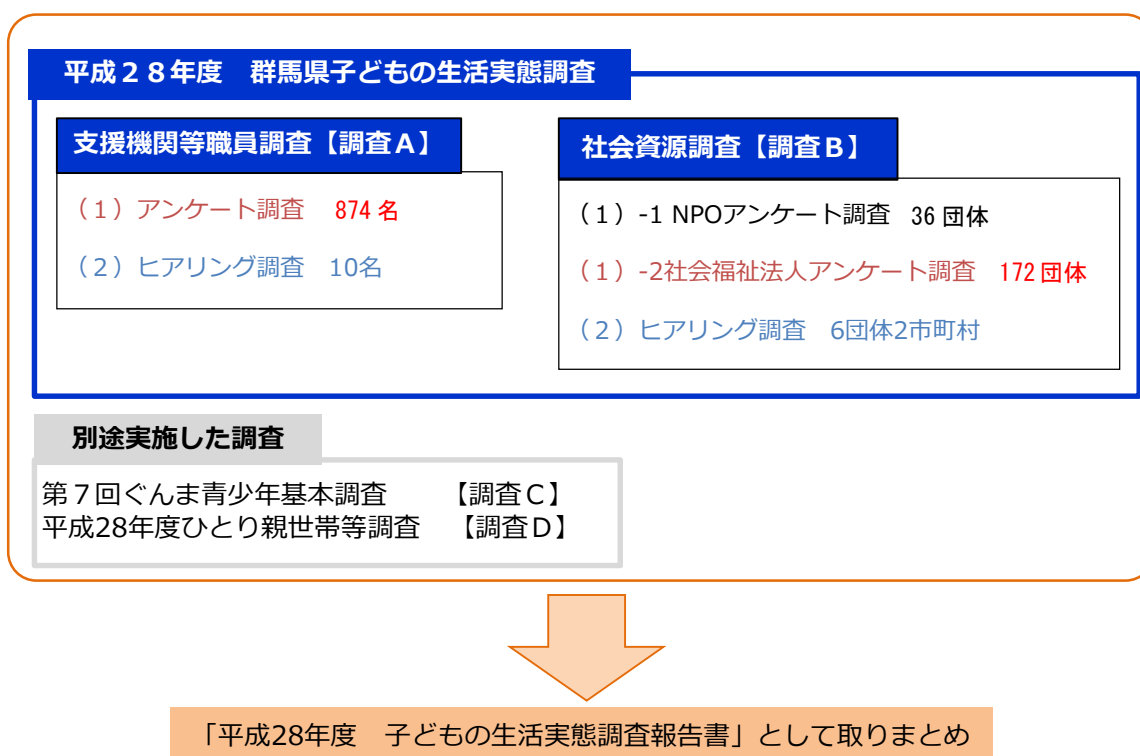 平成２８年度　群馬県子どもの生活実態調査
支援機関等職員調査【調査Ａ】
（１）アンケート調査　874 名
（２）ヒアリング調査　10名
社会資源調査【調査Ｂ】
（１）-1 NPOアンケート調査　36 団体
（１）-2社会福祉法人アンケート調査　172 団体
（２）ヒアリング調査　6団体2市町村
別途実施した調査
第７回ぐんま青少年基本調査　【調査Ｃ】
平成28年度ひとり親世帯等調査　【調査Ｄ】
「平成28年度　子どもの生活実態調査報告書」として取りまとめ